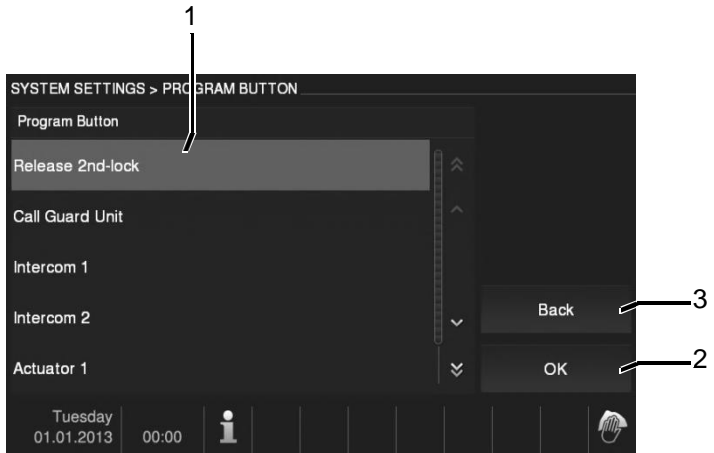 1
SYSTEM SETTINGS > PROGRAM BUTTON
Program Button
Release 2nd-lock
Call Guard Unit
Intercom 1
Intercom 2
Back
3
Actuator 1
OK
2
Tuesday
01.01.2013
00:00